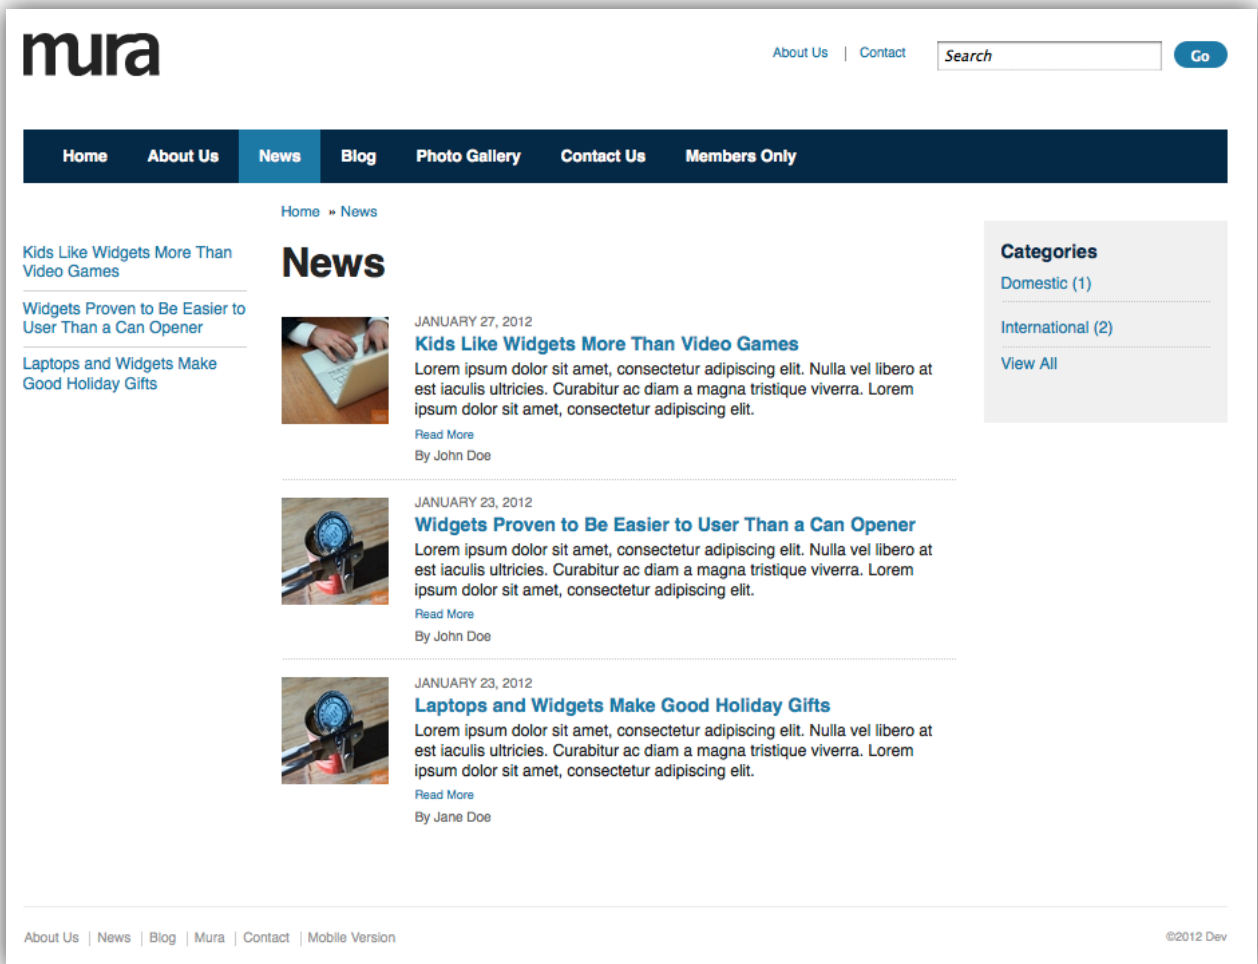 mura
About Us | Contact
Search
Go
Home About Us News Blog Photo Gallery Contact Us Members Only
Home » News
Kids Like Widgets More Than
Video Games
Widgets Proven to Be Easier to
User Than a Can Opener
Laptops and Widgets Make
Good Holiday Gifts
News
JANUARY 27, 2012
Kids Like Widgets More Than Video Games
Lorem ipsum dolor sit amet, consectetur adipiscing elit. Nulla vel libero at
est iaculis ultricies. Curabitur ac diam a magna tristique viverra. Lorem
ipsum dolor sit amet, consectetur adipiscing elit.
Read More
By John Doe
JANUARY 23, 2012
Widgets Proven to Be Easier to User Than a Can Opener
Lorem ipsum dolor sit amet, consectetur adipiscing elit. Nulla vel libero at
est iaculis ultricies. Curabitur ac diam a magna tristique viverra. Lorem
ipsum dolor sit amet, consectetur adipiscing elit.
Read More
By John Doe
JANUARY 23, 2012
Laptops and Widgets Make Good Holiday Gifts
Lorem ipsum dolor sit amet, consectetur adipiscing elit. Nulla vel libero at
est iaculis ultricies. Curabitur ac diam a magna tristique viverra. Lorem
ipsum dolor sit amet, consectetur adipiscing elit.
Read More
By Jane Doe
Categories
Domestic (1)
International (2)
View All
About Us | News | Blog | Mura | Contact | Mobile Version
©2012 Dev